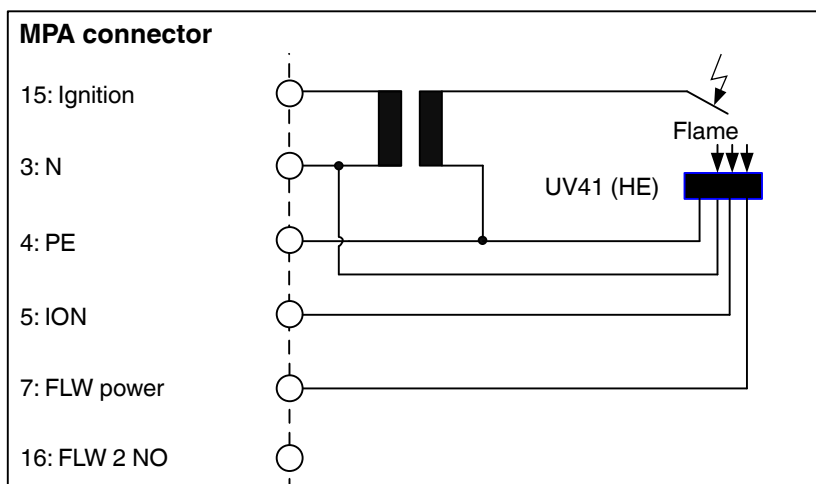 MPA connector
15: Ignition
Flame
3: N
UV41 (HE)
4: PE
5: ION
7: FLW power
16: FLW 2 NO